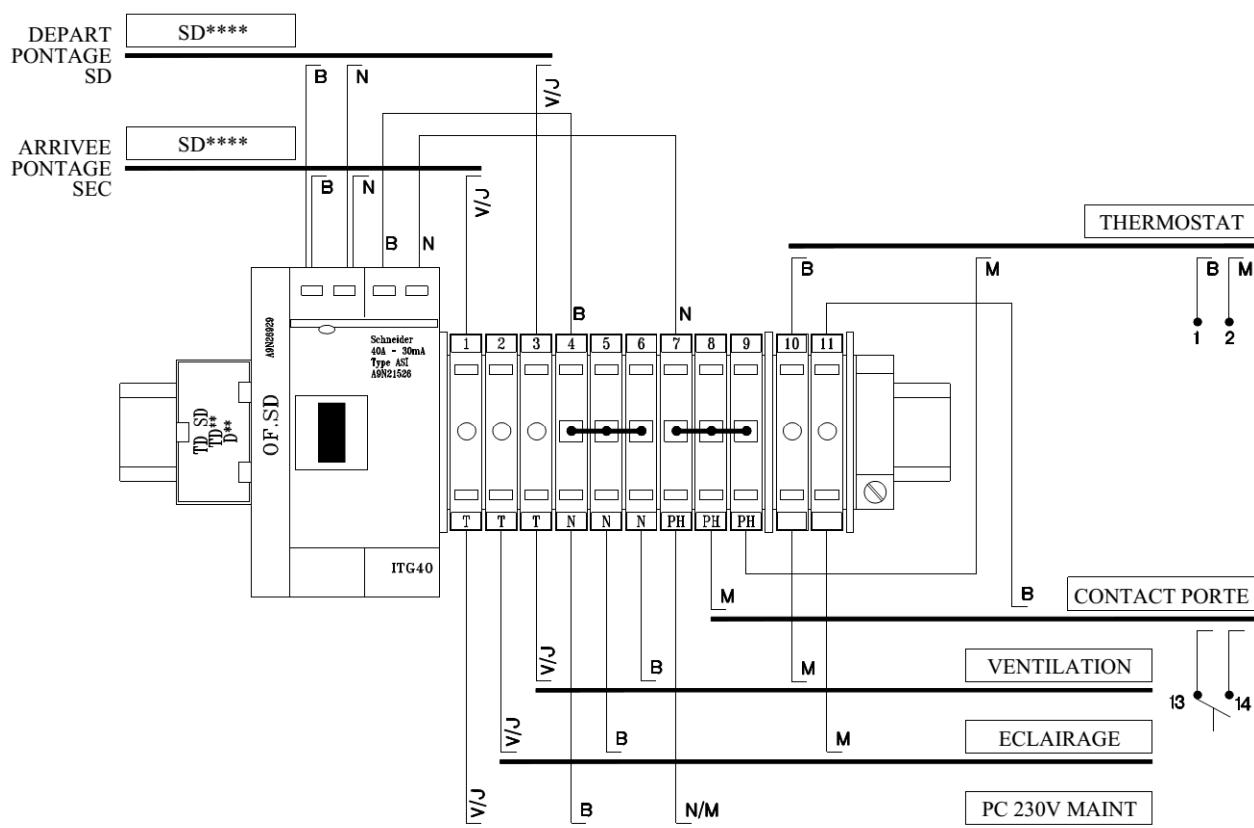 DEPART
PONTAGE
SD
SD****
B
N
V/J
ARRIVEE
PONTAGE
SEC
SD****
B
N
V/J
B
N
THERMOSTAT
B
M
B
M
1
2
B
N
A9N26929
OF.SD
TD SD
TD**
D**
Schneider
40A - 30mA
Type ASI
A9N21526
ITG40
1
2
3
4
5
6
7
8
9
10
11
T
T
T
N
N
N
PH
PH
PH
M
B
CONTACT PORTE
V/J
B
M
VENTILATION
13
14
V/J
B
M
ECLAIRAGE
V/J
B
N/M
PC 230V MAINT